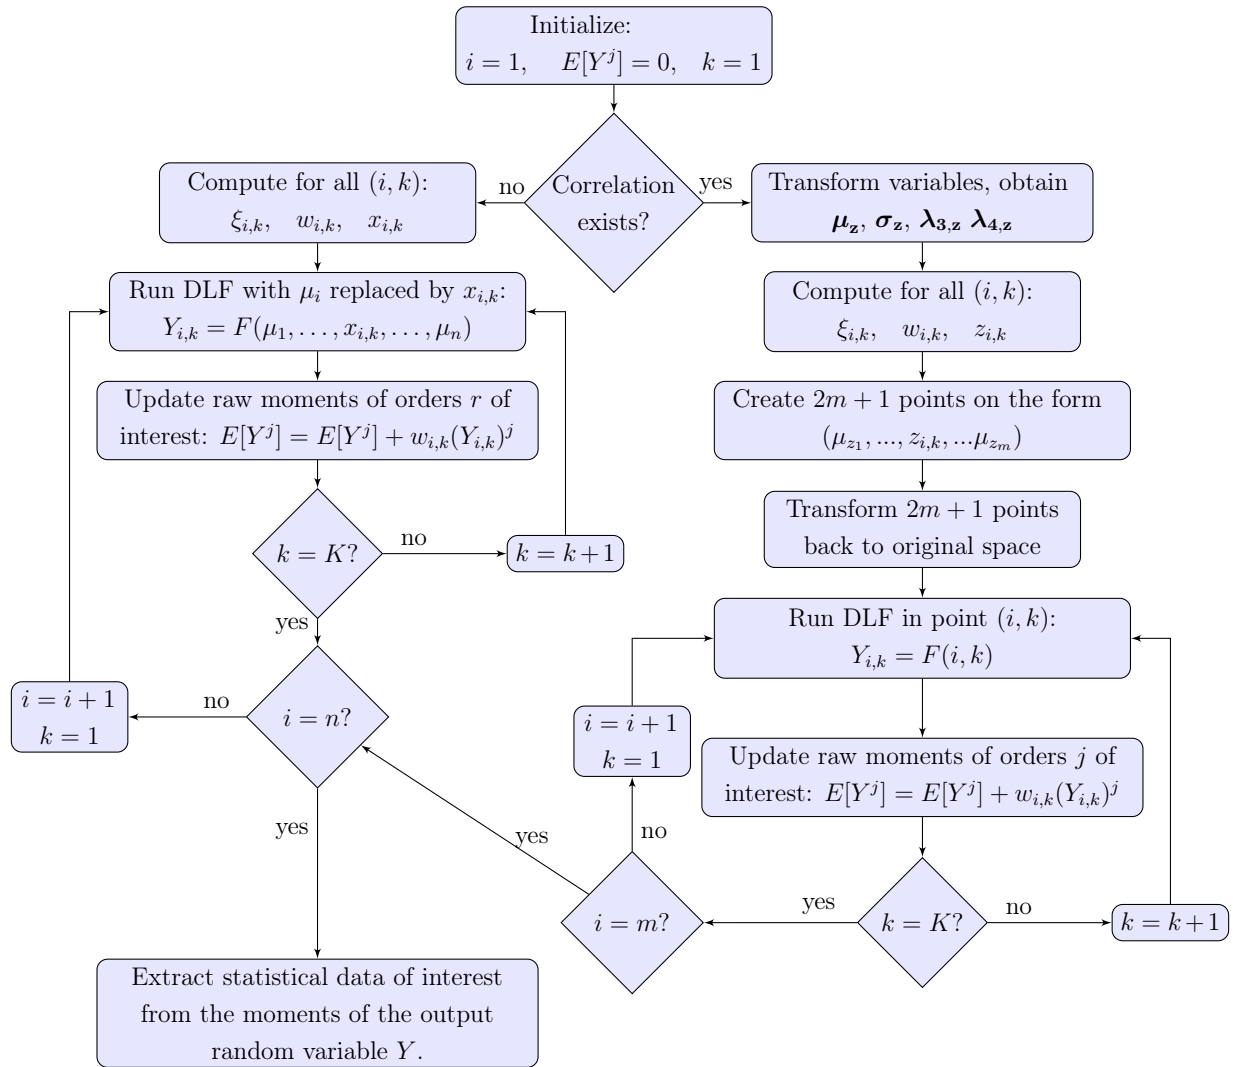 Initialize:
i = 1, E[Y^j] = 0, k = 1
Correlation
exists?
no
yes
Compute for all (i, k):
ξ_{i,k}, w_{i,k}, x_{i,k}
Run DLF with μ_i replaced by x_{i,k}:
Y_{i,k} = F(μ_1, . . . , x_{i,k}, . . . , μ_n)
Update raw moments of orders r of
interest: E[Y^j] = E[Y^j] + w_{i,k}(Y_{i,k})^j
k = K?
no
k = k+1
yes
i = n?
no
i = i + 1
k = 1
yes
Extract statistical data of interest
from the moments of the output
random variable Y.
Transform variables, obtain
μ_z, σ_z, λ_{3,z} λ_{4,z}
Compute for all (i, k):
ξ_{i,k}, w_{i,k}, z_{i,k}
Create 2m + 1 points on the form
(μ_{z_1}, ..., z_{i,k}, ...μ_{z_m})
Transform 2m + 1 points
back to original space
Run DLF in point (i, k):
Y_{i,k} = F(i, k)
Update raw moments of orders j of
interest: E[Y^j] = E[Y^j] + w_{i,k}(Y_{i,k})^j
k = K?
no
k = k+1
yes
i = m?
no
i = i + 1
k = 1
yes